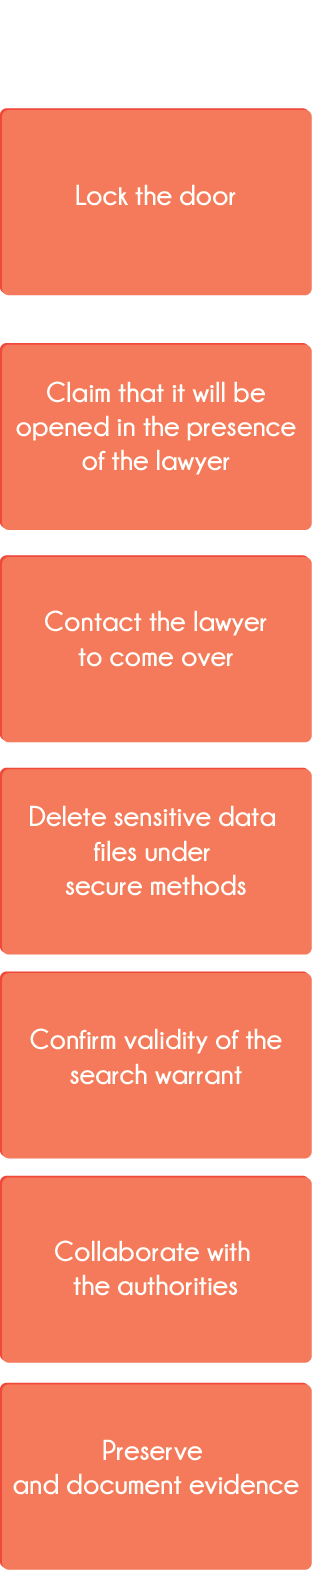 Lock the door
Claim that it will be
opened in the presence
of the lawyer
Contact the lawyer
to come over
Delete sensitive data
files under
secure methods
Confirm validity of the
search warrant
Collaborate with
the authorities
Preserve
and document evidence